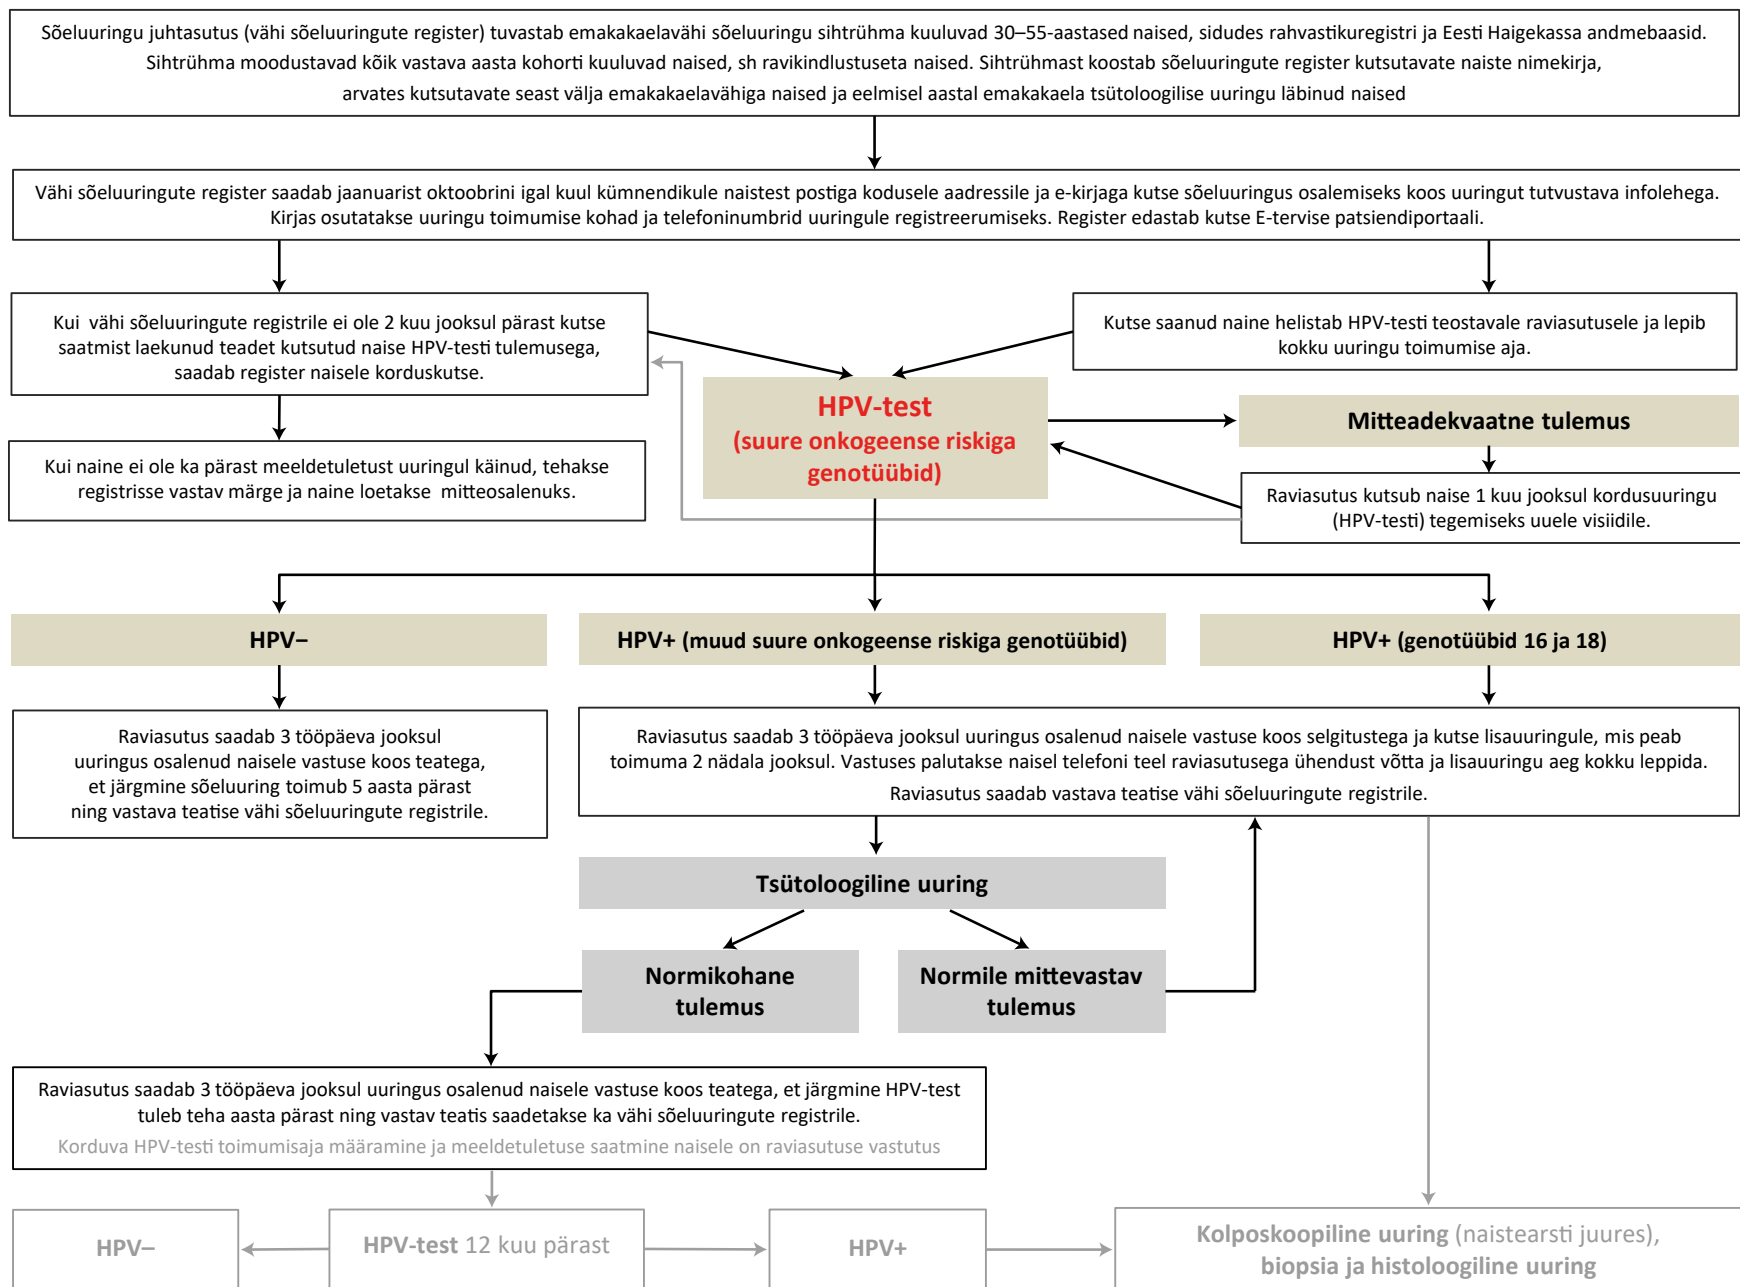 Sõeluuringu juhtasutus (vähi sõeluuringute register) tuvastab emakakaelavähi sõeluuringu sihtrühma kuuluvad 30–55-aastased naised, sidudes rahvastikuregistri ja Eesti Haigekassa andmebaasid.
Sihtrühma moodustavad kõik vastava aasta kohorti kuuluvad naised, sh ravikindlustuseta naised. Sihtrühmast koostab sõeluuringute register kutsutavate naiste nimekirja,
arvates kutsutavate seast välja emakakaelavähiga naised ja eelmisel aastal emakakaela tsütoloogilise uuringu läbinud naised
Vähi sõeluuringute register saadab jaanuarist oktoobrini igal kuul kümnendikule naistest postiga kodusele aadressile ja e-kirjaga kutse sõeluuringus osalemiseks koos uuringut tutvustava infolehega.
Kirjas osutatakse uuringu toimumise kohad ja telefoninumbrid uuringule registreerumiseks. Register edastab kutse E-tervise patsiendiportaali.
Kui vähi sõeluuringute registrile ei ole 2 kuu jooksul pärast kutse
saatmist laekunud teadet kutsutud naise HPV-testi tulemusega,
saadab register naisele korduskutse.
Kutse saanud naine helistab HPV-testi teostavale raviasutusele ja lepib
kokku uuringu toimumise aja.
HPV-test
(suure onkogeense riskiga
genotüübid)
Mitteadekvaatne tulemus
Kui naine ei ole ka pärast meeldetuletust uuringul käinud, tehakse
registrisse vastav märge ja naine loetakse mitteosalenuks.
Raviasutus kutsub naise 1 kuu jooksul kordusuuringu
(HPV-testi) tegemiseks uuele visiidile.
HPV–
HPV+ (muud suure onkogeense riskiga genotüübid)
HPV+ (genotüübid 16 ja 18)
Raviasutus saadab 3 tööpäeva jooksul
uuringus osalenud naisele vastuse koos teatega,
et järgmine sõeluuring toimub 5 aasta pärast
ning vastava teatise vähi sõeluuringute registrile.
Raviasutus saadab 3 tööpäeva jooksul uuringus osalenud naisele vastuse koos selgitustega ja kutse lisauuringule, mis peab
toimuma 2 nädala jooksul. Vastuses palutakse naisel telefoni teel raviasutusega ühendust võtta ja lisauuringu aeg kokku leppida.
Raviasutus saadab vastava teatise vähi sõeluuringute registrile.
Tsütoloogiline uuring
Normikohane
tulemus
Normile mittevastav
tulemus
Raviasutus saadab 3 tööpäeva jooksul uuringus osalenud naisele vastuse koos teatega, et järgmine HPV-test
tuleb teha aasta pärast ning vastav teatis saadetakse ka vähi sõeluuringute registrile.
Korduva HPV-testi toimumisaja määramine ja meeldetuletuse saatmine naisele on raviasutuse vastutus
HPV–
HPV-test 12 kuu pärast
HPV+
Kolposkoopiline uuring (naistearsti juures),
biopsia ja histoloogiline uuring